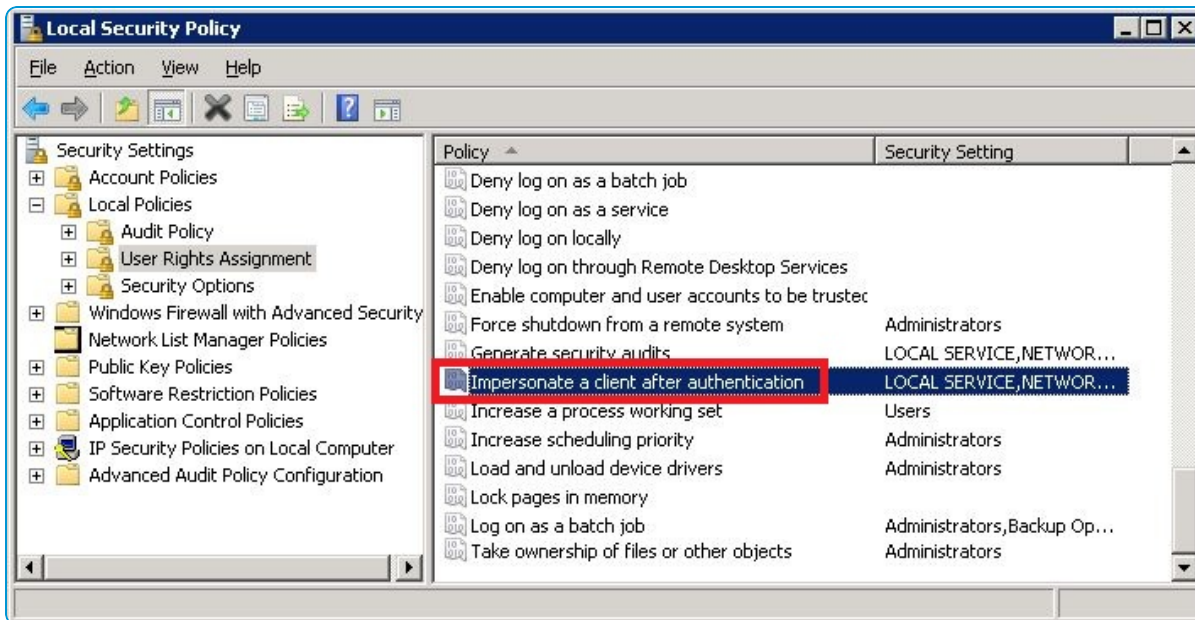 Local Security Policy
File Action View Help
Security Settings
Account Policies
Local Policies
Audit Policy
User Rights Assignment
Security Options
Windows Firewall with Advanced Security
Network List Manager Policies
Public Key Policies
Software Restriction Policies
Application Control Policies
IP Security Policies on Local Computer
Advanced Audit Policy Configuration
Policy Security Setting
Deny log on as a batch job
Deny log on as a service
Deny log on locally
Deny log on through Remote Desktop Services
Enable computer and user accounts to be trusted
Force shutdown from a remote system Administrators
Generate security audits LOCAL SERVICE,NETWOR...
Impersonate a client after authentication LOCAL SERVICE,NETWOR...
Increase a process working set Users
Increase scheduling priority Administrators
Load and unload device drivers Administrators
Lock pages in memory
Log on as a batch job Administrators,Backup Op...
Take ownership of files or other objects Administrators